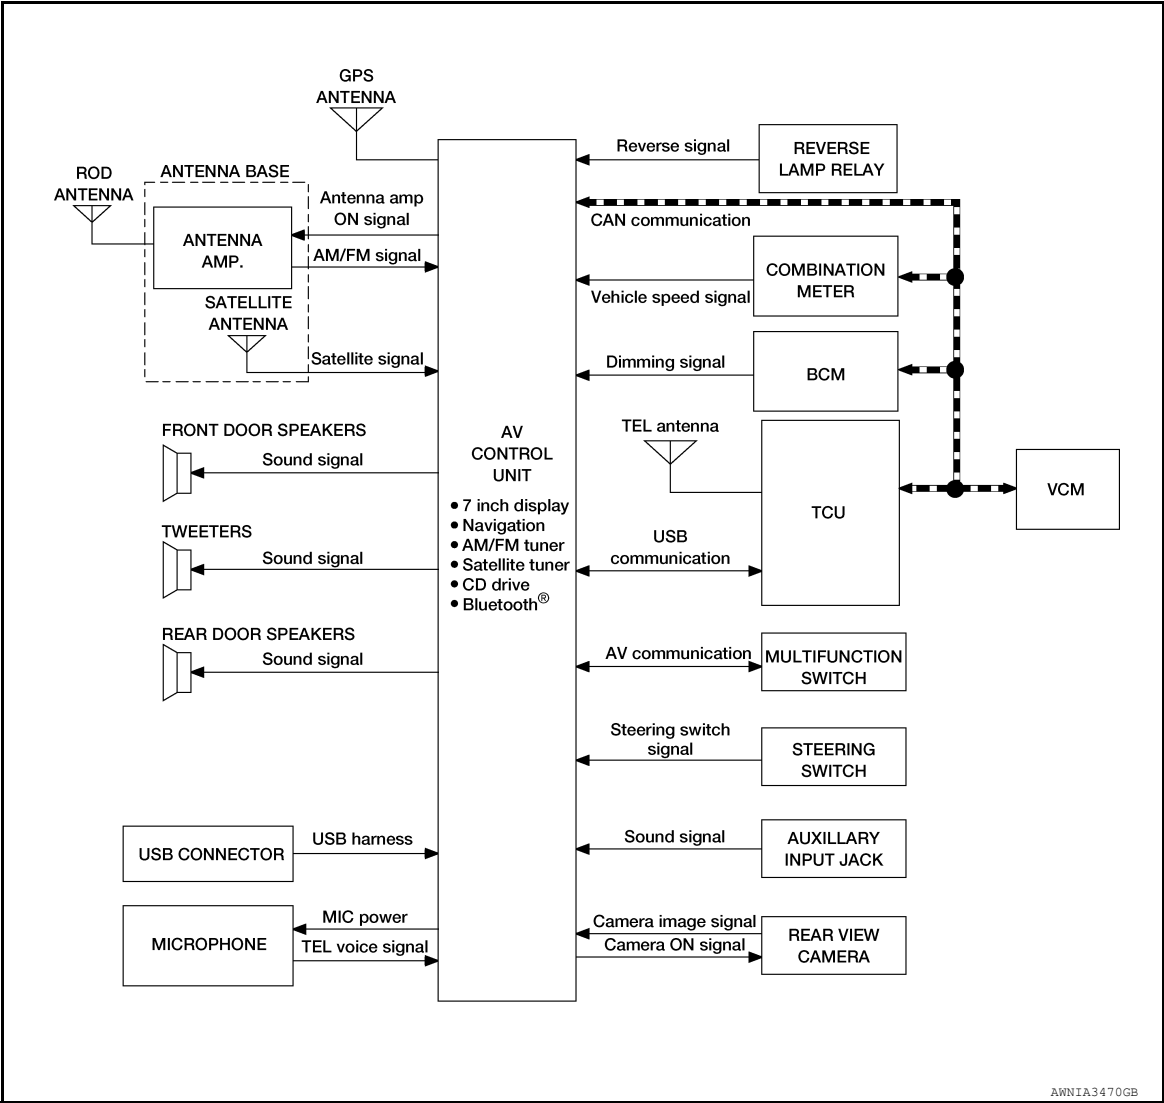 GPS
ANTENNA
ROD
ANTENNA
ANTENNA BASE
ANTENNA
AMP.
Antenna amp
ON signal
AM/FM signal
SATELLITE
ANTENNA
Satellite signal
FRONT DOOR SPEAKERS
Sound signal
TWEETERS
Sound signal
REAR DOOR SPEAKERS
Sound signal
USB CONNECTOR
USB harness
MICROPHONE
MIC power
TEL voice signal
AV
CONTROL
UNIT
• 7 inch display
• Navigation
• AM/FM tuner
• Satellite tuner
• CD drive
• Bluetooth®
Reverse signal
REVERSE
LAMP RELAY
CAN communication
COMBINATION
METER
Vehicle speed signal
Dimming signal
BCM
TEL antenna
TCU
VCM
USB
communication
AV communication
MULTIFUNCTION
SWITCH
Steering switch
signal
STEERING
SWITCH
Sound signal
AUXILLARY
INPUT JACK
Camera image signal
Camera ON signal
REAR VIEW
CAMERA
AWNIA3470GB